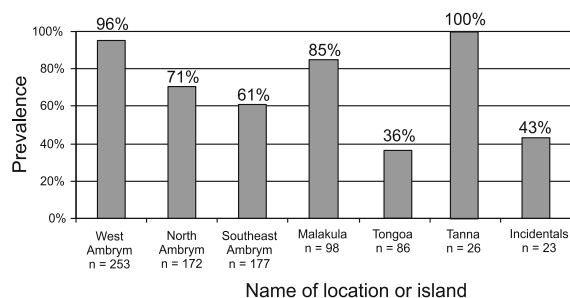 100%
96%
85%
80%
71%
61%
60%
43%
40%
36%
20%
0%
100%
Prevalence
West Ambrym n = 253
North Ambrym n = 172
Southeast Ambrym n = 177
Malakula n = 98
Tongoa n = 86
Tanna n = 26
Incidentals n = 23
Name of location or island